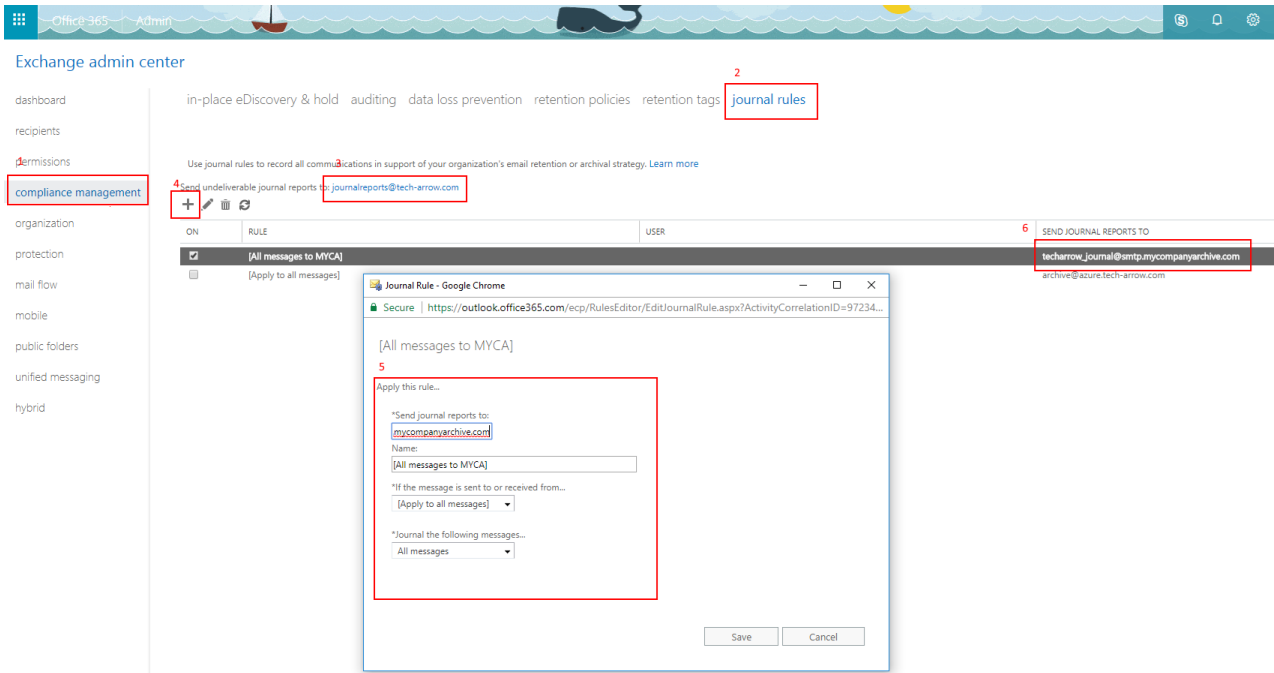 Office 365 Admin
Exchange admin center
2
dashboard
in-place eDiscovery & hold auditing data loss prevention retention policies retention tags journal rules
recipients
1
permissions
3
Use journal rules to record all communications in support of your organization's email retention or archival strategy. Learn more
compliance management
4
Send undeliverable journal reports to: journalreports@tech-arrow.com
organization
ON RULE USER 6 SEND JOURNAL REPORTS TO
protection
[All messages to MYCA] techarrow_journal@smtp.mycompanyarchive.com
[Apply to all messages] archive@azure.tech-arrow.com
mail flow
mobile
public folders
unified messaging
hybrid
Journal Rule - Google Chrome
Secure https://outlook.office365.com/ecp/RulesEditor/EditJournalRule.aspx?ActivityCorrelationID=97234...
[All messages to MYCA]
5
Apply this rule...
*Send journal reports to:
.mycompanyarchive.com
Name:
[All messages to MYCA]
*If the message is sent to or received from...
[Apply to all messages]
*Journal the following messages...
All messages
Save Cancel